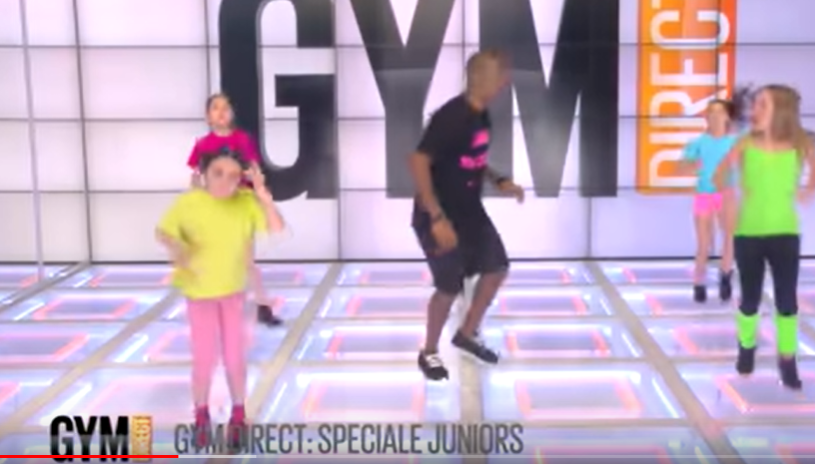 GYM DIRECT
GYM DIRECT GYM DIRECT: SPECIALE JUNIORS